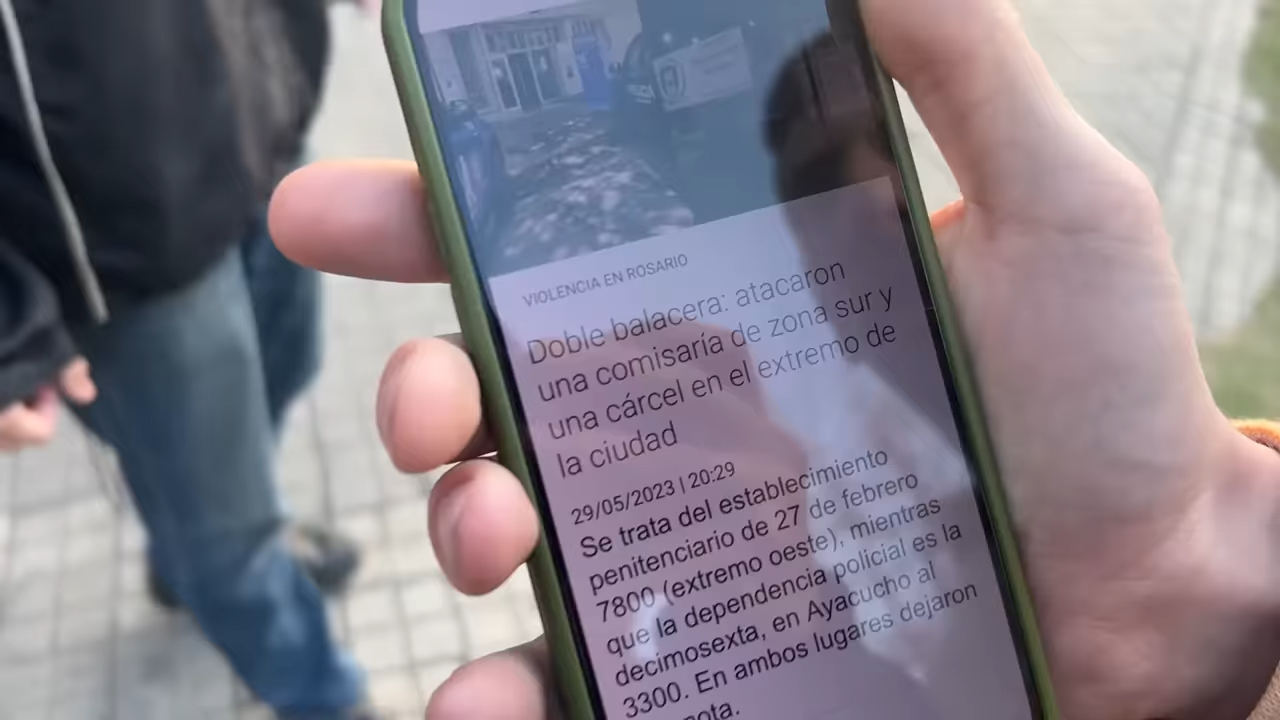 VIOLENCIA EN ROSARIO
Doble balacera: atacaron
una comisaría de zona sur y
una cárcel en el extremo de
la ciudad
29/05/2023 | 20:29
Se trata del establecimiento
penitenciario de 27 de febrero
7800 (extremo oeste), mientras
que la dependencia policial es la
decimosexta, en Ayacucho al
3300. En ambos lugares dejaron